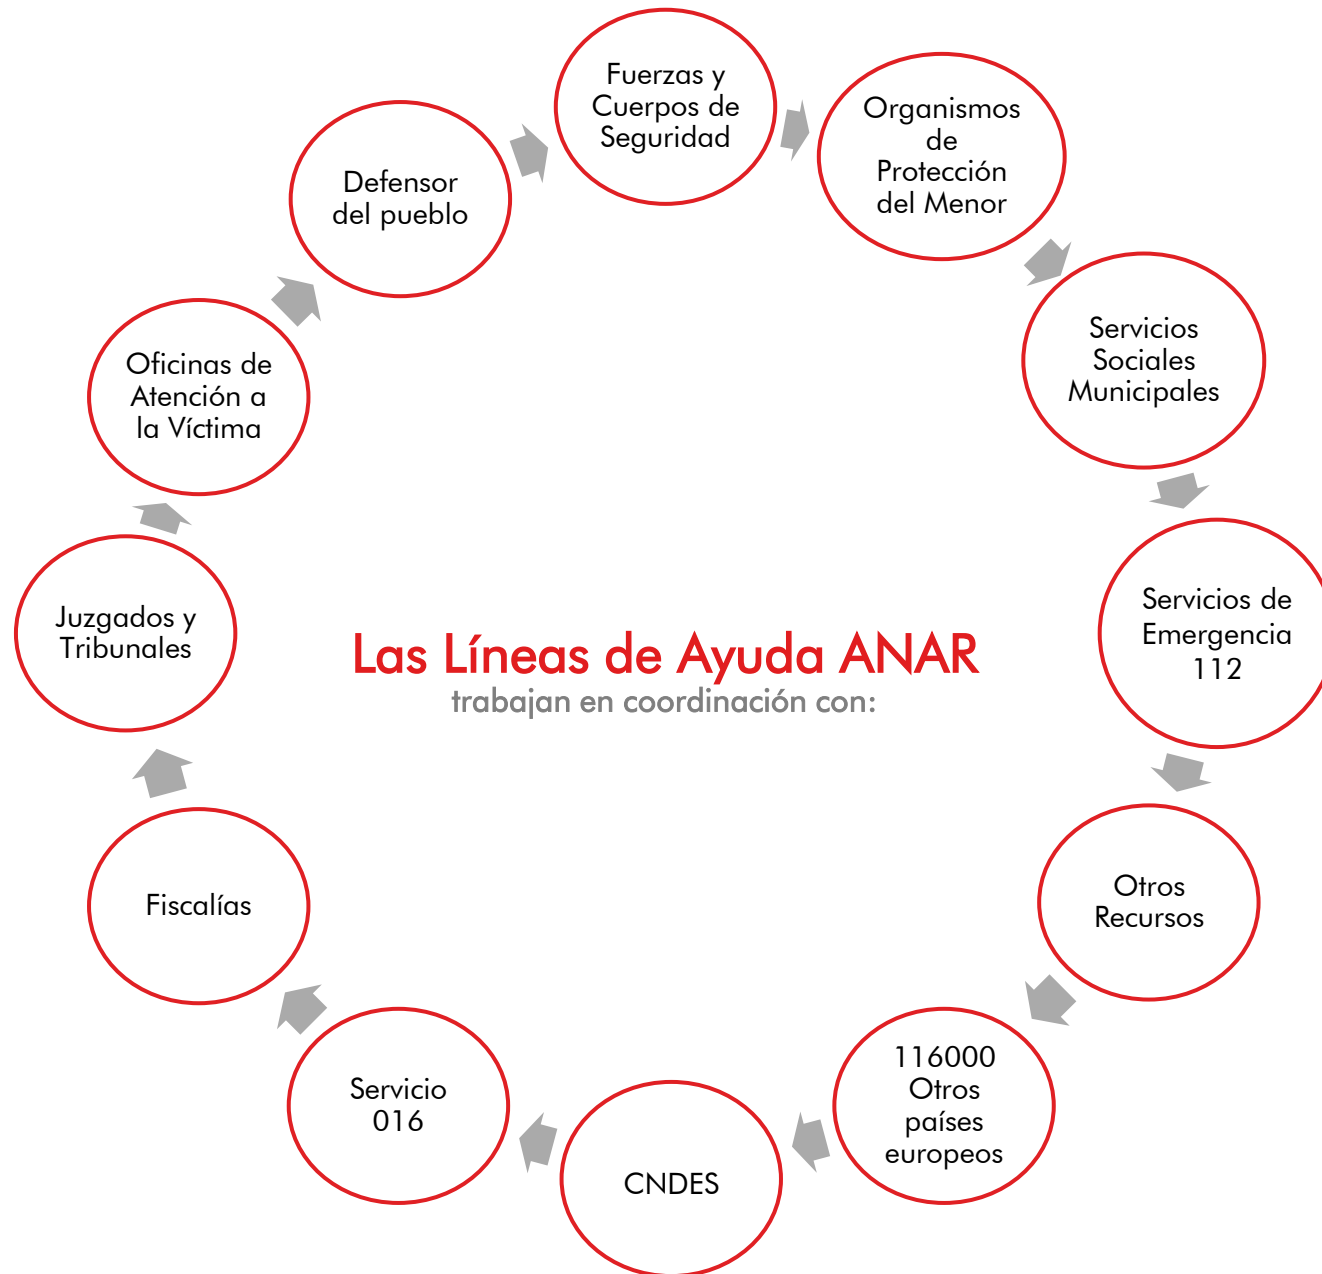 Fuerzas y
Cuerpos de
Seguridad
Organismos
de
Protección
del Menor
Servicios
Sociales
Municipales
Servicios de
Emergencia
112
Otros
Recursos
116000
Otros
países
europeos
CNDES
Servicio
016
Fiscalías
Juzgados y
Tribunales
Oficinas de
Atención a
la Víctima
Defensor
del pueblo
Las Líneas de Ayuda ANAR
trabajan en coordinación con: